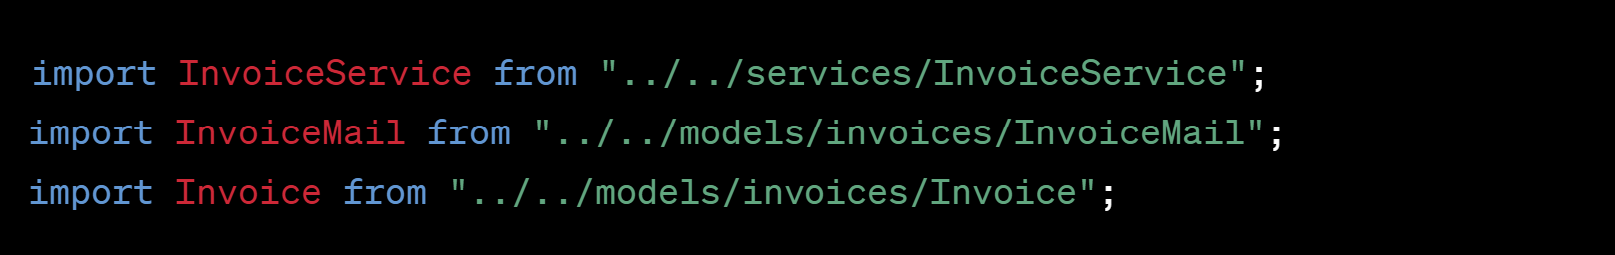 import InvoiceService from "../../services/InvoiceService";
import InvoiceMail from "../../models/invoices/InvoiceMail";
import Invoice from "../../models/invoices/Invoice";